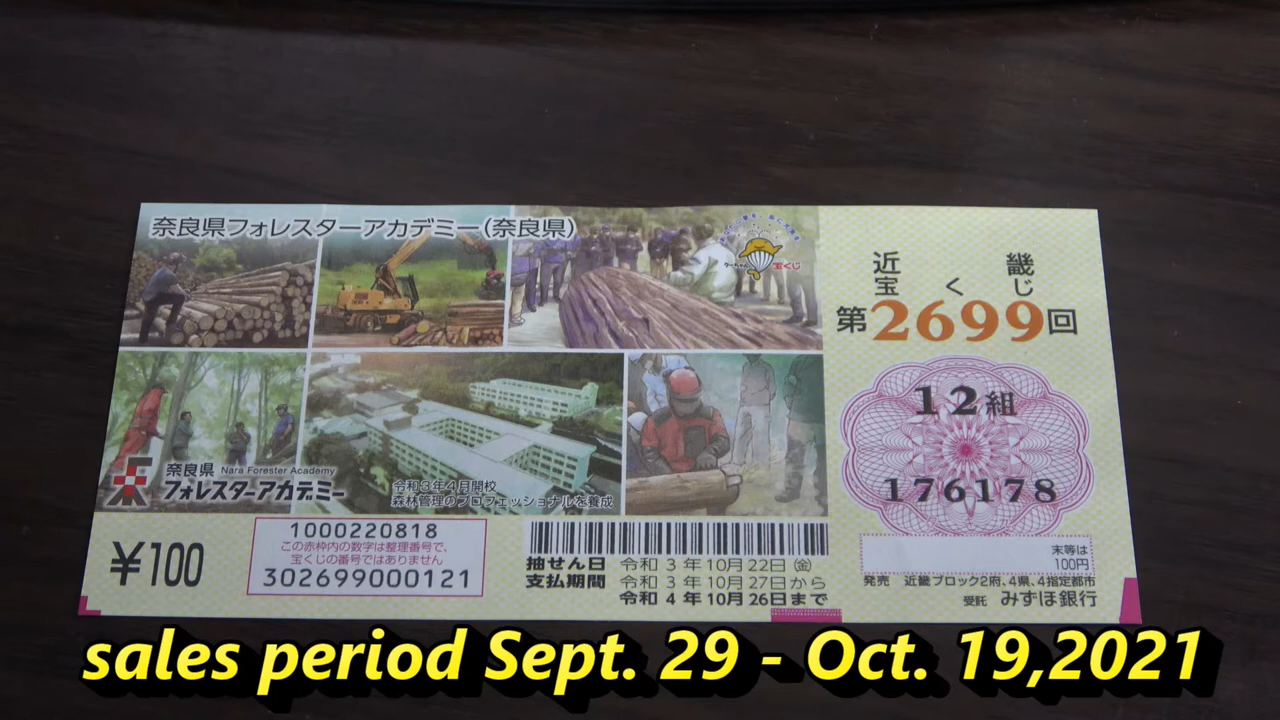 奈良県フォレスターアカデミー(奈良県)
クーちゃん 宝くじ
近畿
宝くじ
第2699回
12組
176178
奈良県 Nara Forester Academy
フォレスターアカデミー
令和3年4月開校
森林管理のプロフェッショナルを養成
¥100
1000220818
この赤枠内の数字は整理番号で、
宝くじの番号ではありません
302699000121
抽せん日 令和 3 年10月22日(金)
支払期間 令和 3 年10月27日から
令和 4 年10月26日まで
末等は
100円
発売 近畿ブロック2府、4県、4指定都市
受託 みずほ銀行
sales period Sept. 29 - Oct. 19,2021